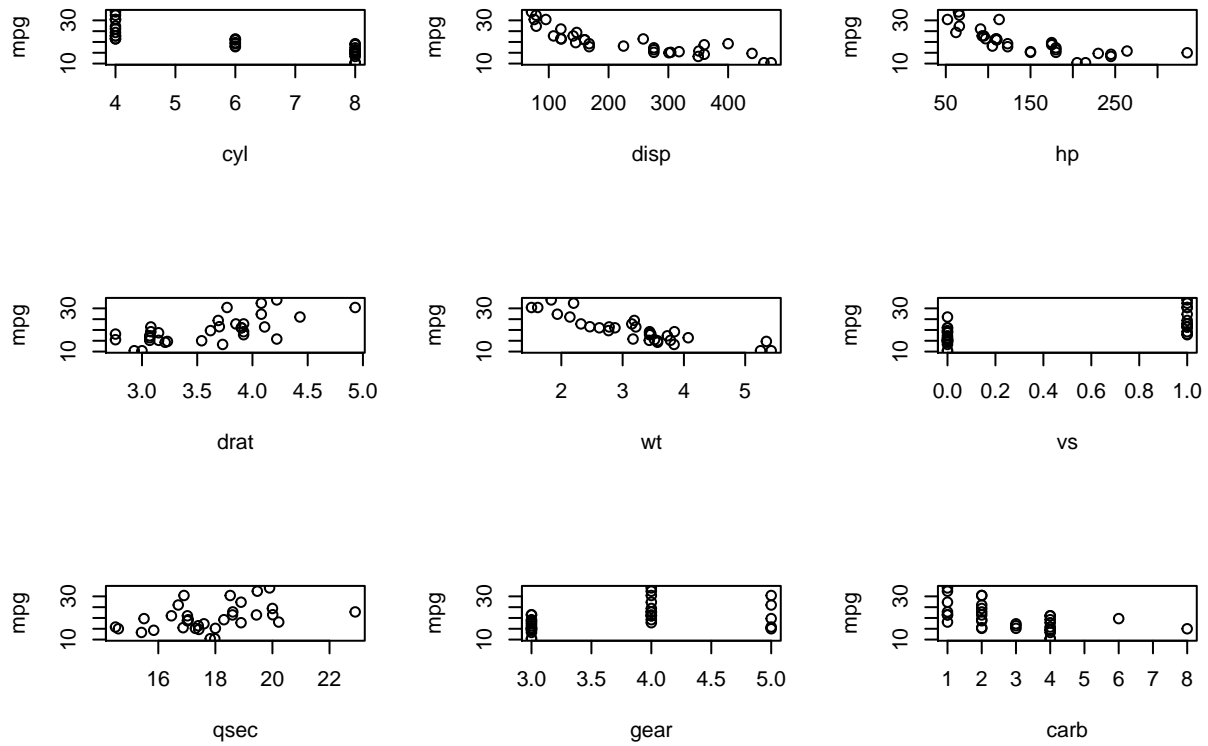 mpg
10 30
4 5 6 7 8
cyl
mpg
10 30
100 200 300 400
disp
mpg
10 30
50 150 250
hp
mpg
10 30
3.0 3.5 4.0 4.5 5.0
drat
mpg
10 30
2 3 4 5
wt
mpg
10 30
0.0 0.2 0.4 0.6 0.8 1.0
vs
mpg
10 30
16 18 20 22
qsec
mpg
10 30
3.0 3.5 4.0 4.5 5.0
gear
mpg
10 30
1 2 3 4 5 6 7 8
carb